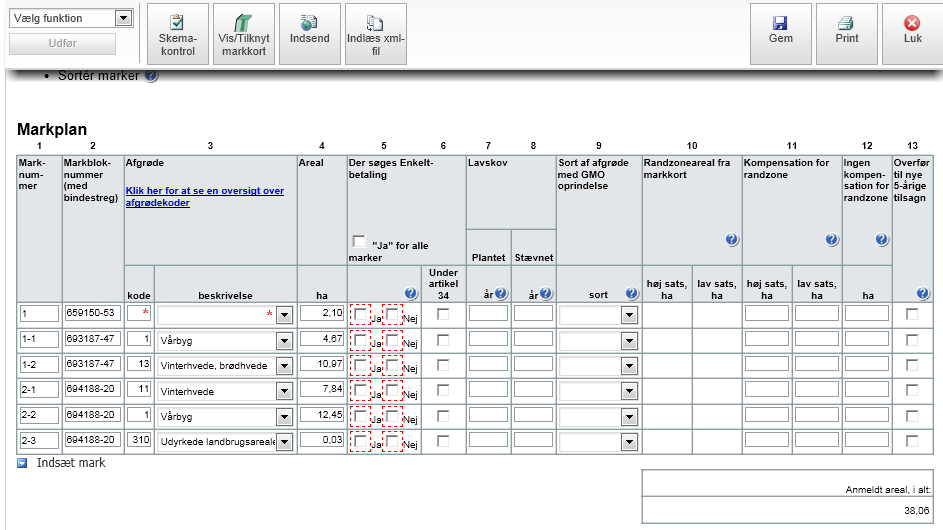 Vælg funktion
Udfør
Skema-
kontrol
Vis/Tilknyt
markkort
Indsend
Indlæs xml-
fil
Gem
Print
Luk
Sortér marker
Markplan
1 2 3 4 5 6 7 8 9 10 11 12 13
Mark-
num-
mer
Markblok-
nummer
(med
bindestreg)
Afgrøde
Klik her for at se en oversigt over
afgrødekoder
Areal
Der søges Enkelt-
betaling
"Ja" for alle
marker
Lavskov
Sort af afgrøde
med GMO
oprindelse
Randzoneareal fra
markkort
Kompensation for
randzone
Ingen
kompen-
sation for
randzone
Overfør
til nye
5-årige
tilsagn
Plantet Stævnet
kode beskrivelse ha
Under
artikel
34
år år sort
høj sats,
ha
lav sats,
ha
høj sats,
ha
lav sats,
ha
ha
1 659150-53 * * 2,10 Ja Nej
1-1 693187-47 1 Vårbyg 4,67 Ja Nej
1-2 693187-47 13 Vinterhvede, brødhvede 10,97 Ja Nej
2-1 694188-20 11 Vinterhvede 7,84 Ja Nej
2-2 694188-20 1 Vårbyg 12,45 Ja Nej
2-3 694188-20 310 Udyrkede landbrugsareale 0,03 Ja Nej
Indsæt mark
Anmeldt areal, i alt:
38,06